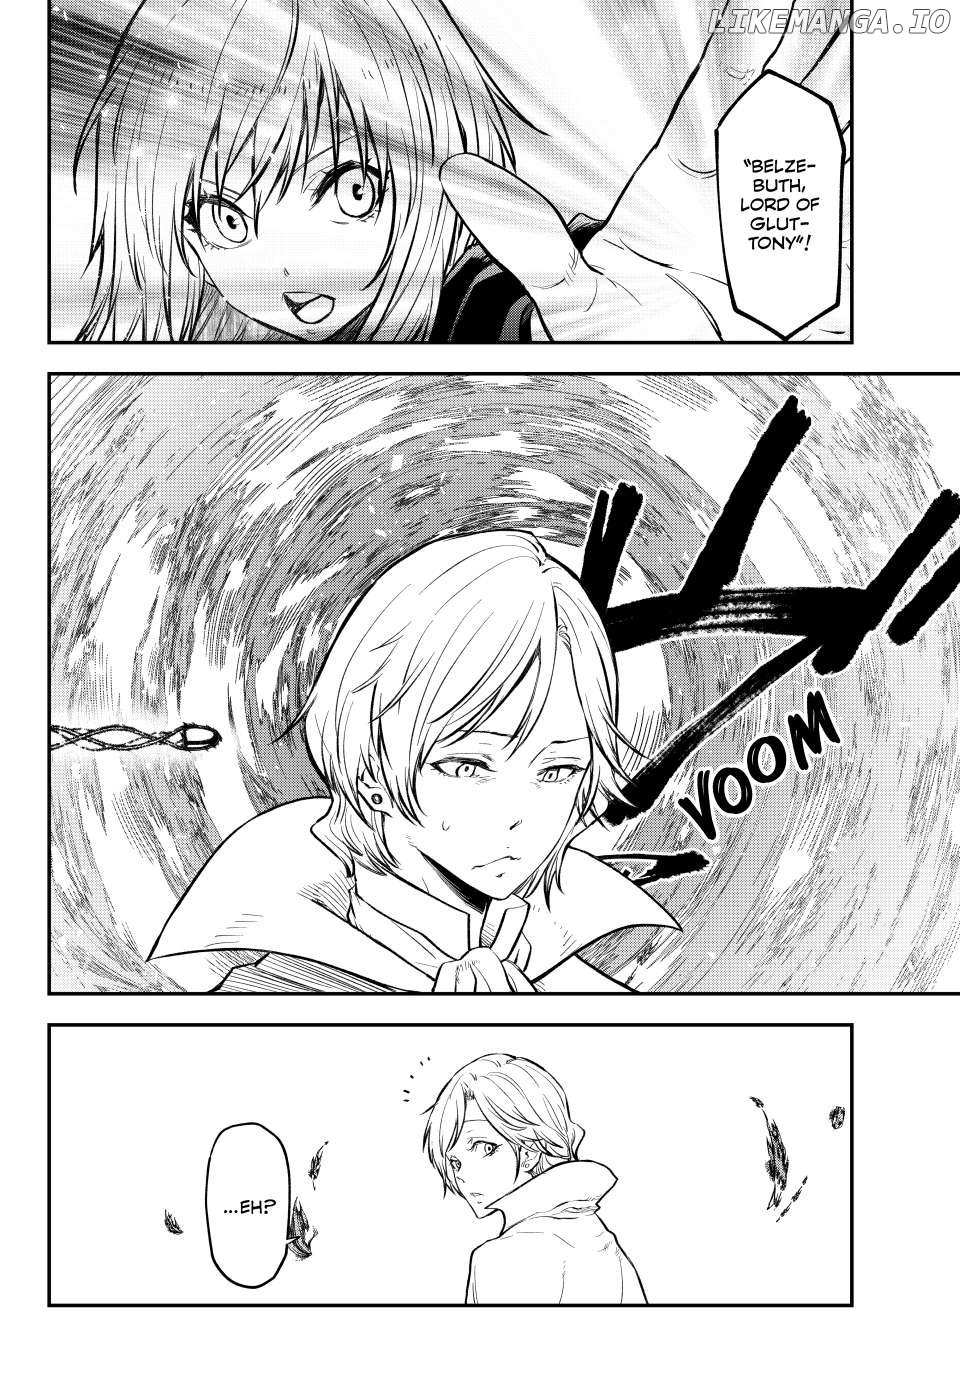 LIKEMANGA.IO
"BELZE-
BUTH,
LORD OF
GLUT-
TONY"!
VOOM
...EH?